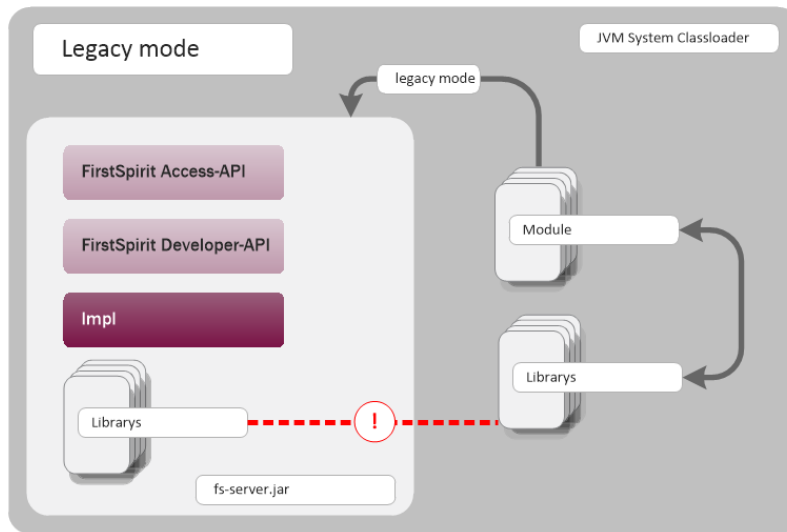 Legacy mode
JVM System Classloader
legacy mode
FirstSpirit Access-API
FirstSpirit Developer-API
Impl
Librarys
fs-server.jar
Module
Librarys
!